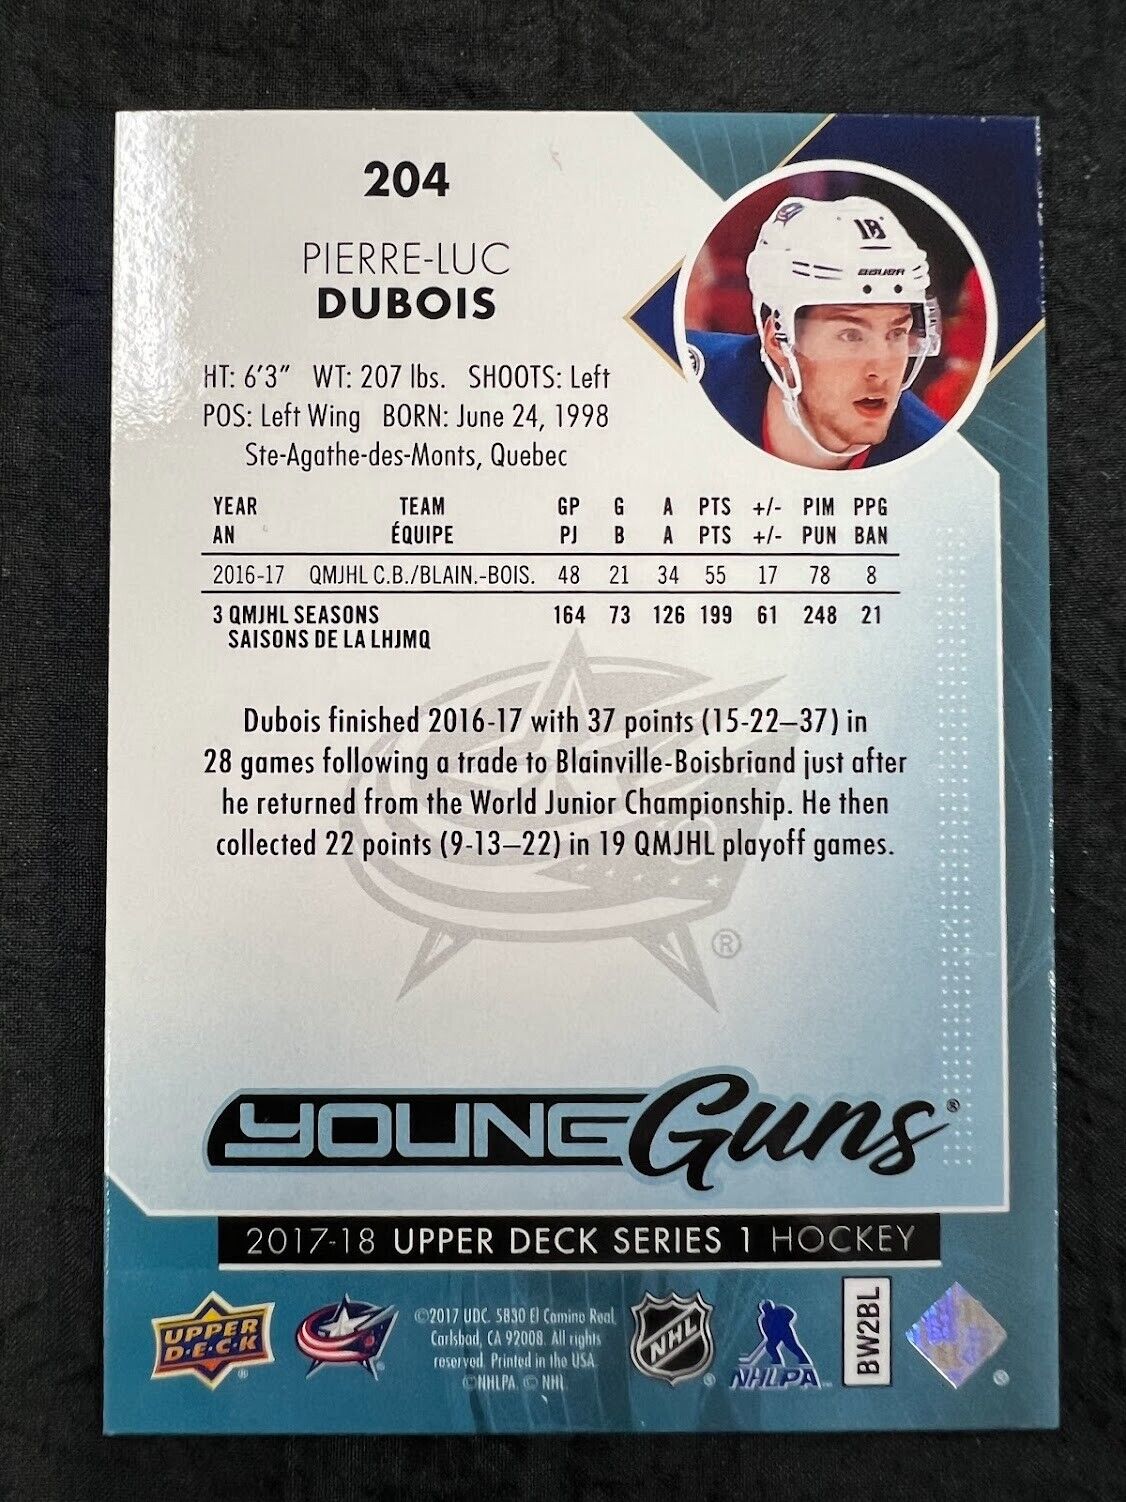 204
PIERRE-LUC
DUBOIS
18
BAUER
HT: 6'3" WT: 207 lbs. SHOOTS: Left
POS: Left Wing BORN: June 24, 1998
Ste-Agathe-des-Monts, Quebec
YEAR TEAM GP G A PTS +/- PIM PPG
AN ÉQUIPE PJ B A PTS +/- PUN BAN
2016-17 QMJHL C.B./BLAIN.-BOIS. 48 21 34 55 17 78 8
3 QMJHL SEASONS 164 73 126 199 61 248 21
SAISONS DE LA LHJMQ
Dubois finished 2016-17 with 37 points (15-22—37) in
28 games following a trade to Blainville-Boisbriand just after
he returned from the World Junior Championship. He then
collected 22 points (9-13—22) in 19 QMJHL playoff games.
®
YOUNG Guns®
2017-18 UPPER DECK SERIES 1 HOCKEY
UPPER
D·E·C·K
®
©2017 UDC. 5830 El Camino Real,
Carlsbad, CA 92008. All rights
reserved. Printed in the USA.
©NHLPA. © NHL
NHL
®
NHLPA
BW2BL
®